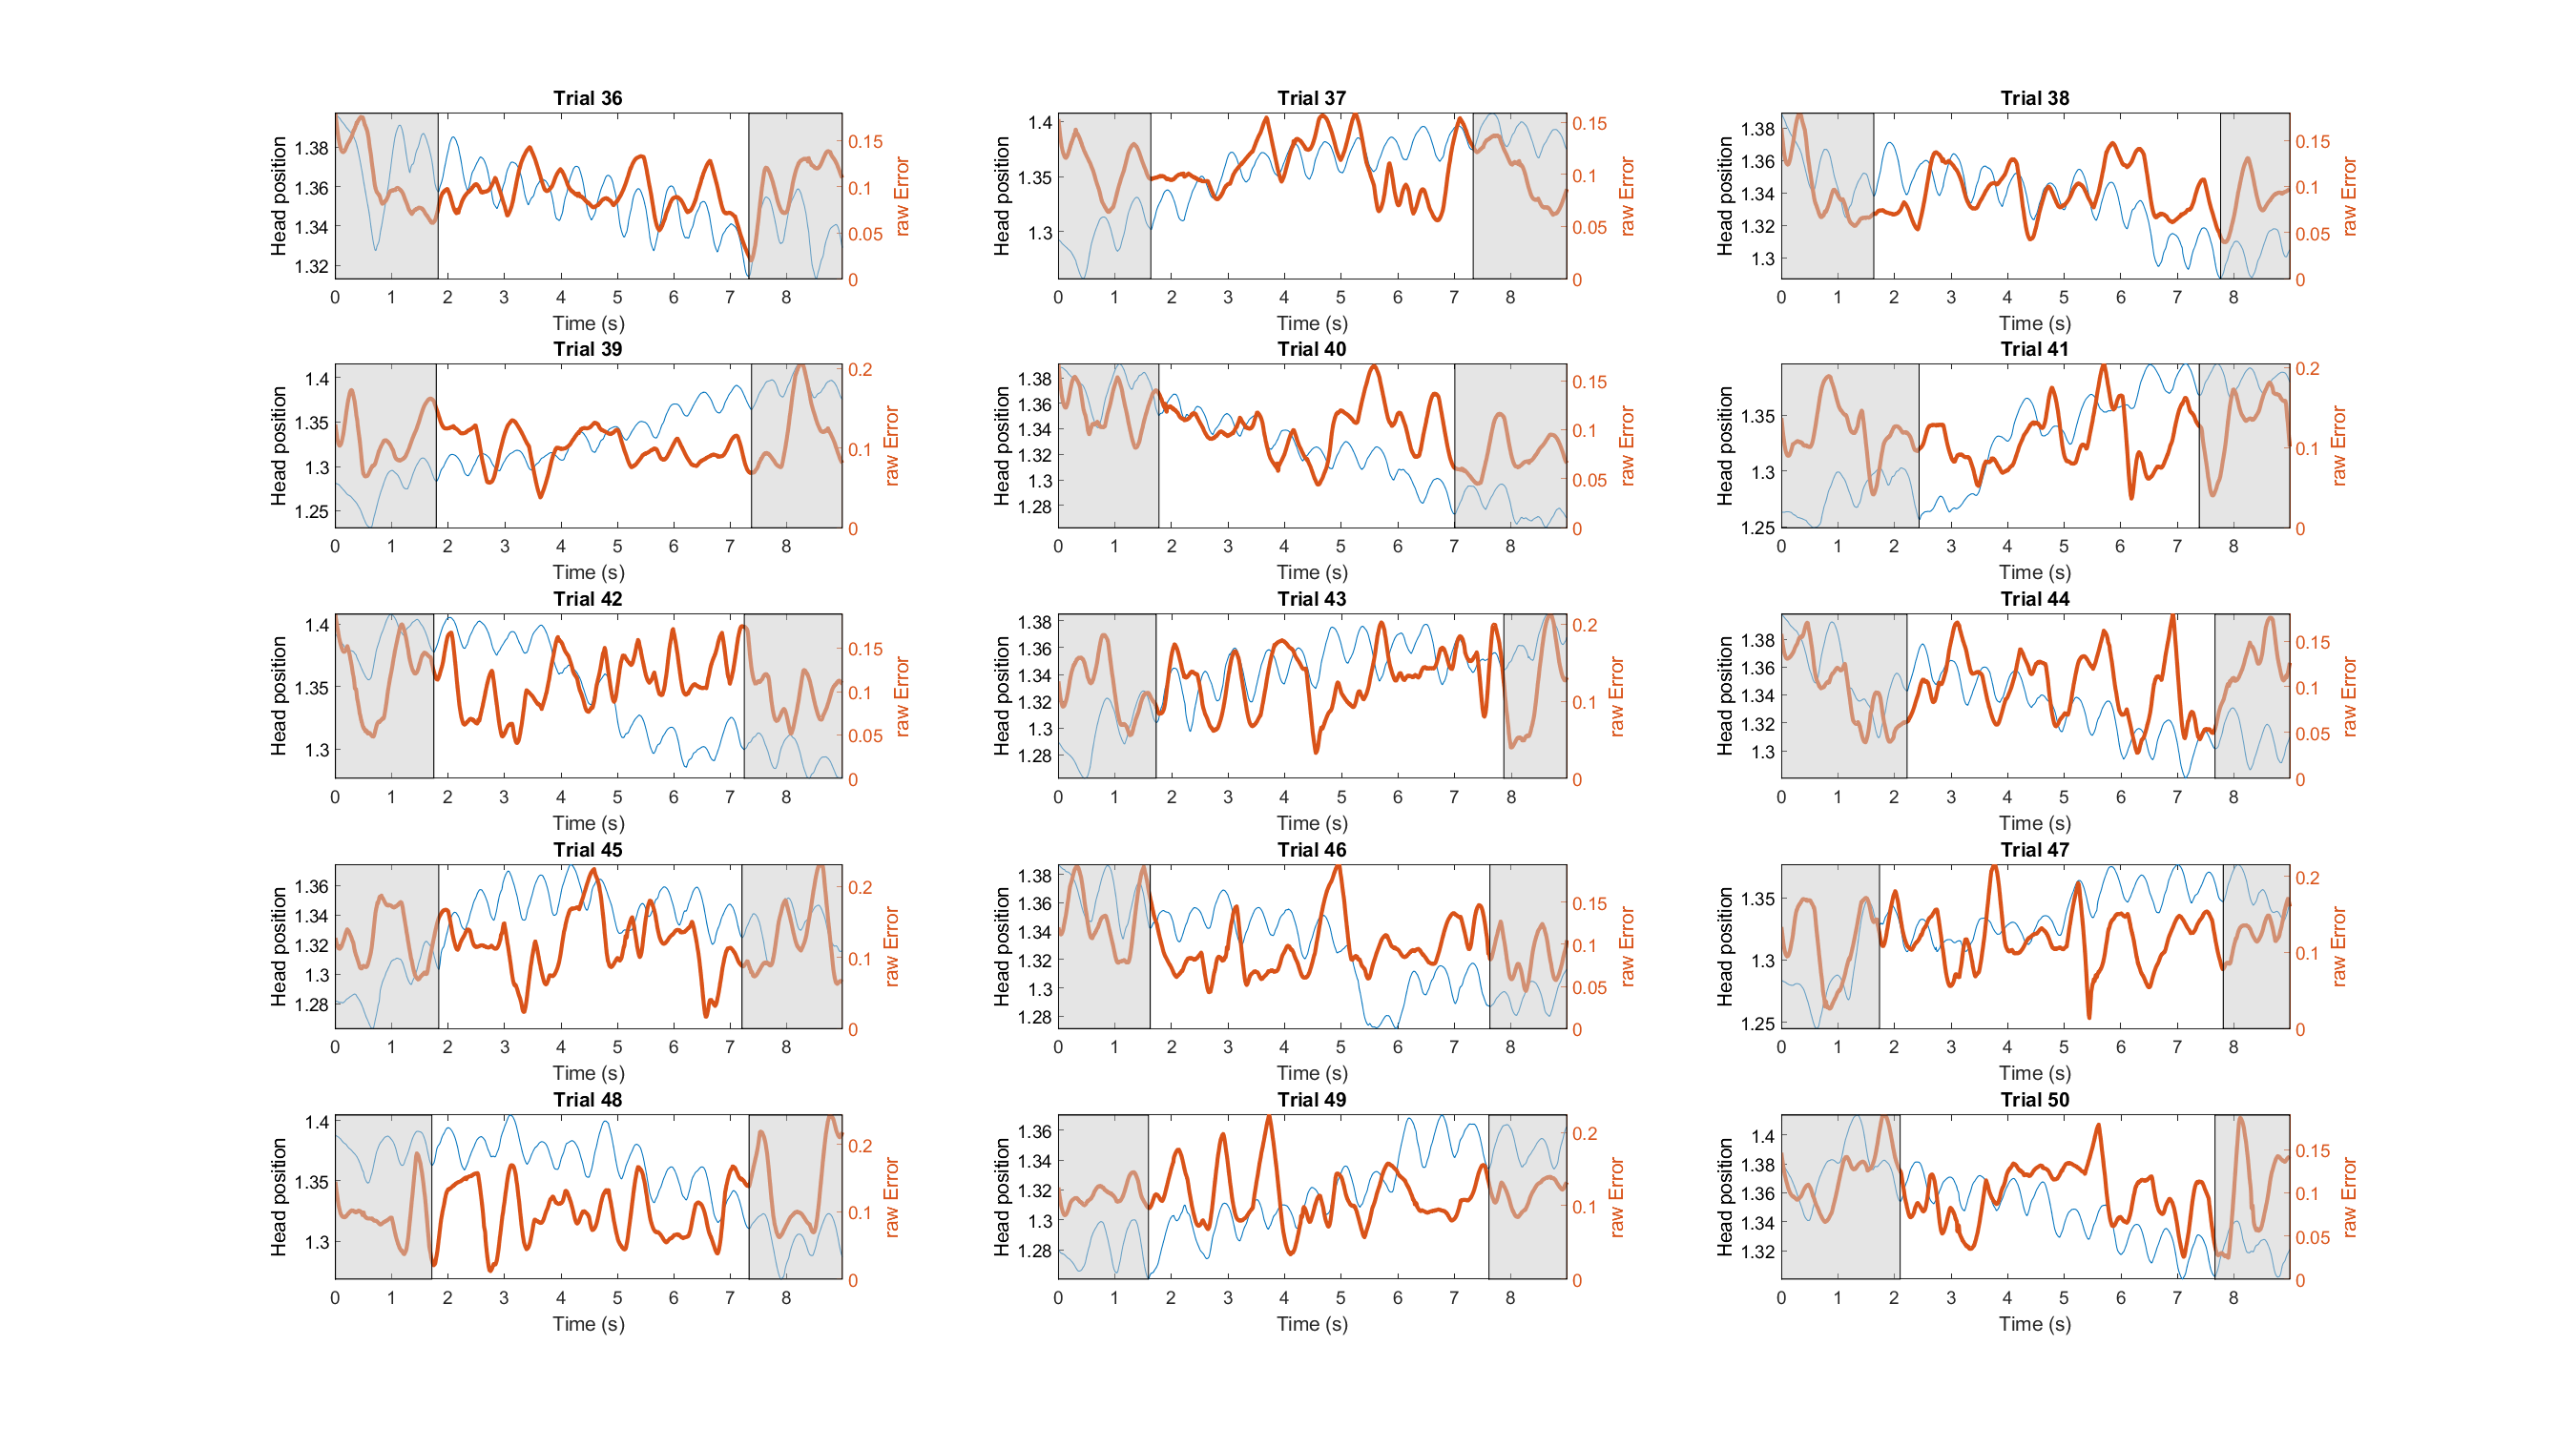 Trial 36
Head position
1.38
1.36
1.34
1.32
0.15
0.1
0.05
0
raw Error
0 1 2 3 4 5 6 7 8
Time (s)
Trial 37
Head position
1.4
1.35
1.3
0.15
0.1
0.05
0
raw Error
0 1 2 3 4 5 6 7 8
Time (s)
Trial 38
Head position
1.38
1.36
1.34
1.32
1.3
0.15
0.1
0.05
0
raw Error
0 1 2 3 4 5 6 7 8
Time (s)
Trial 39
Head position
1.4
1.35
1.3
1.25
0.2
0.1
0
raw Error
0 1 2 3 4 5 6 7 8
Time (s)
Trial 40
Head position
1.38
1.36
1.34
1.32
1.3
1.28
0.15
0.1
0.05
0
raw Error
0 1 2 3 4 5 6 7 8
Time (s)
Trial 41
Head position
1.35
1.3
1.25
0.2
0.1
0
raw Error
0 1 2 3 4 5 6 7 8
Time (s)
Trial 42
Head position
1.4
1.35
1.3
0.15
0.1
0.05
0
raw Error
0 1 2 3 4 5 6 7 8
Time (s)
Trial 43
Head position
1.38
1.36
1.34
1.32
1.3
1.28
0.2
0.1
0
raw Error
0 1 2 3 4 5 6 7 8
Time (s)
Trial 44
Head position
1.38
1.36
1.34
1.32
1.3
0.15
0.1
0.05
0
raw Error
0 1 2 3 4 5 6 7 8
Time (s)
Trial 45
Head position
1.36
1.34
1.32
1.3
1.28
0.2
0.1
0
raw Error
0 1 2 3 4 5 6 7 8
Time (s)
Trial 46
Head position
1.38
1.36
1.34
1.32
1.3
1.28
0.15
0.1
0.05
0
raw Error
0 1 2 3 4 5 6 7 8
Time (s)
Trial 47
Head position
1.35
1.3
1.25
0.2
0.1
0
raw Error
0 1 2 3 4 5 6 7 8
Time (s)
Trial 48
Head position
1.4
1.35
1.3
0.2
0.1
0
raw Error
0 1 2 3 4 5 6 7 8
Time (s)
Trial 49
Head position
1.36
1.34
1.32
1.3
1.28
0.2
0.1
0
raw Error
0 1 2 3 4 5 6 7 8
Time (s)
Trial 50
Head position
1.4
1.38
1.36
1.34
1.32
0.15
0.1
0.05
0
raw Error
0 1 2 3 4 5 6 7 8
Time (s)